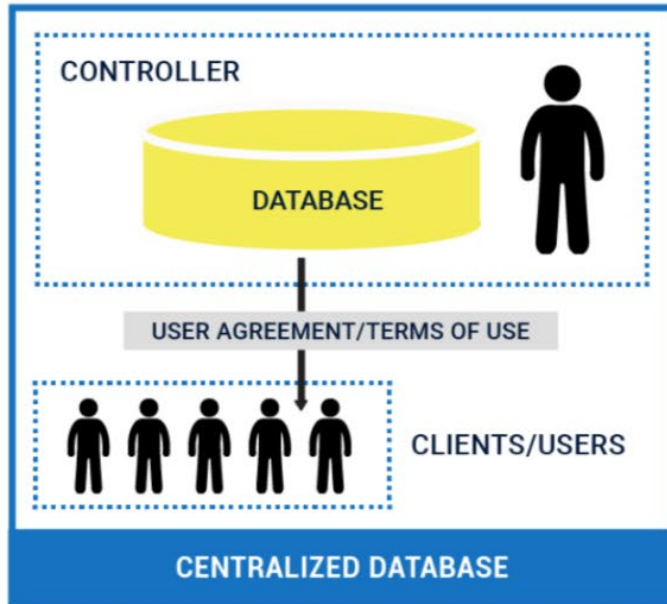 CONTROLLER
DATABASE
USER AGREEMENT/TERMS OF USE
CLIENTS/USERS
CENTRALIZED DATABASE